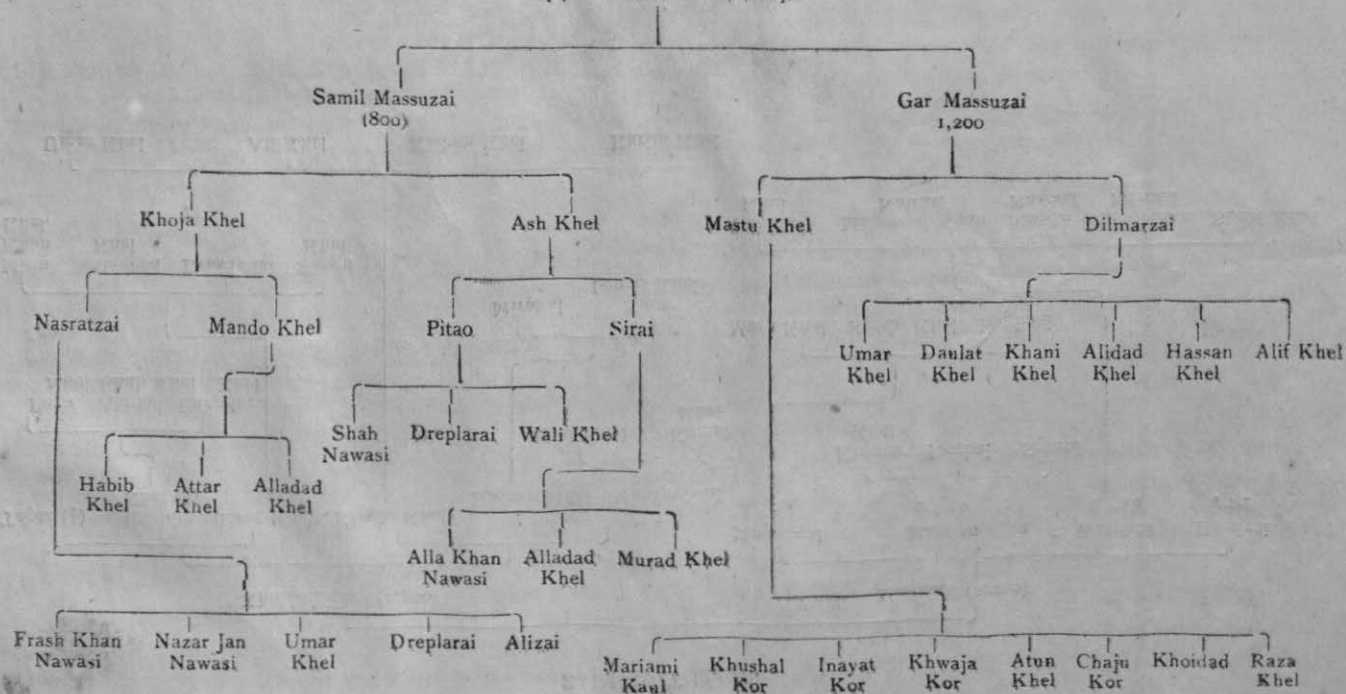 Samil Massuzai
(800)
Gar Massuzai
1,200
Khoja Khel
Ash Khel
Mastu Khel
Dilmarzai
Nasratzai
Mando Khel
Pitao
Sirai
Umar
Khel
Daulat
Khel
Khani
Khel
Alidad
Khel
Hassan
Khel
Alif Khel
Shah
Nawasi
Dreplarai
Wali Khel
Habib
Khel
Attar
Khel
Alladad
Khel
Alla Khan
Nawasi
Alladad
Khel
Murad Khel
Frash Khan
Nawasi
Nazar Jan
Nawasi
Umar
Khel
Dreplarai
Alizai
Mariami
Kaul
Khushal
Kor
Inayat
Kor
Khwaja
Kor
Atun
Khel
Chaju
Kor
Khoidad
Raza
Khel